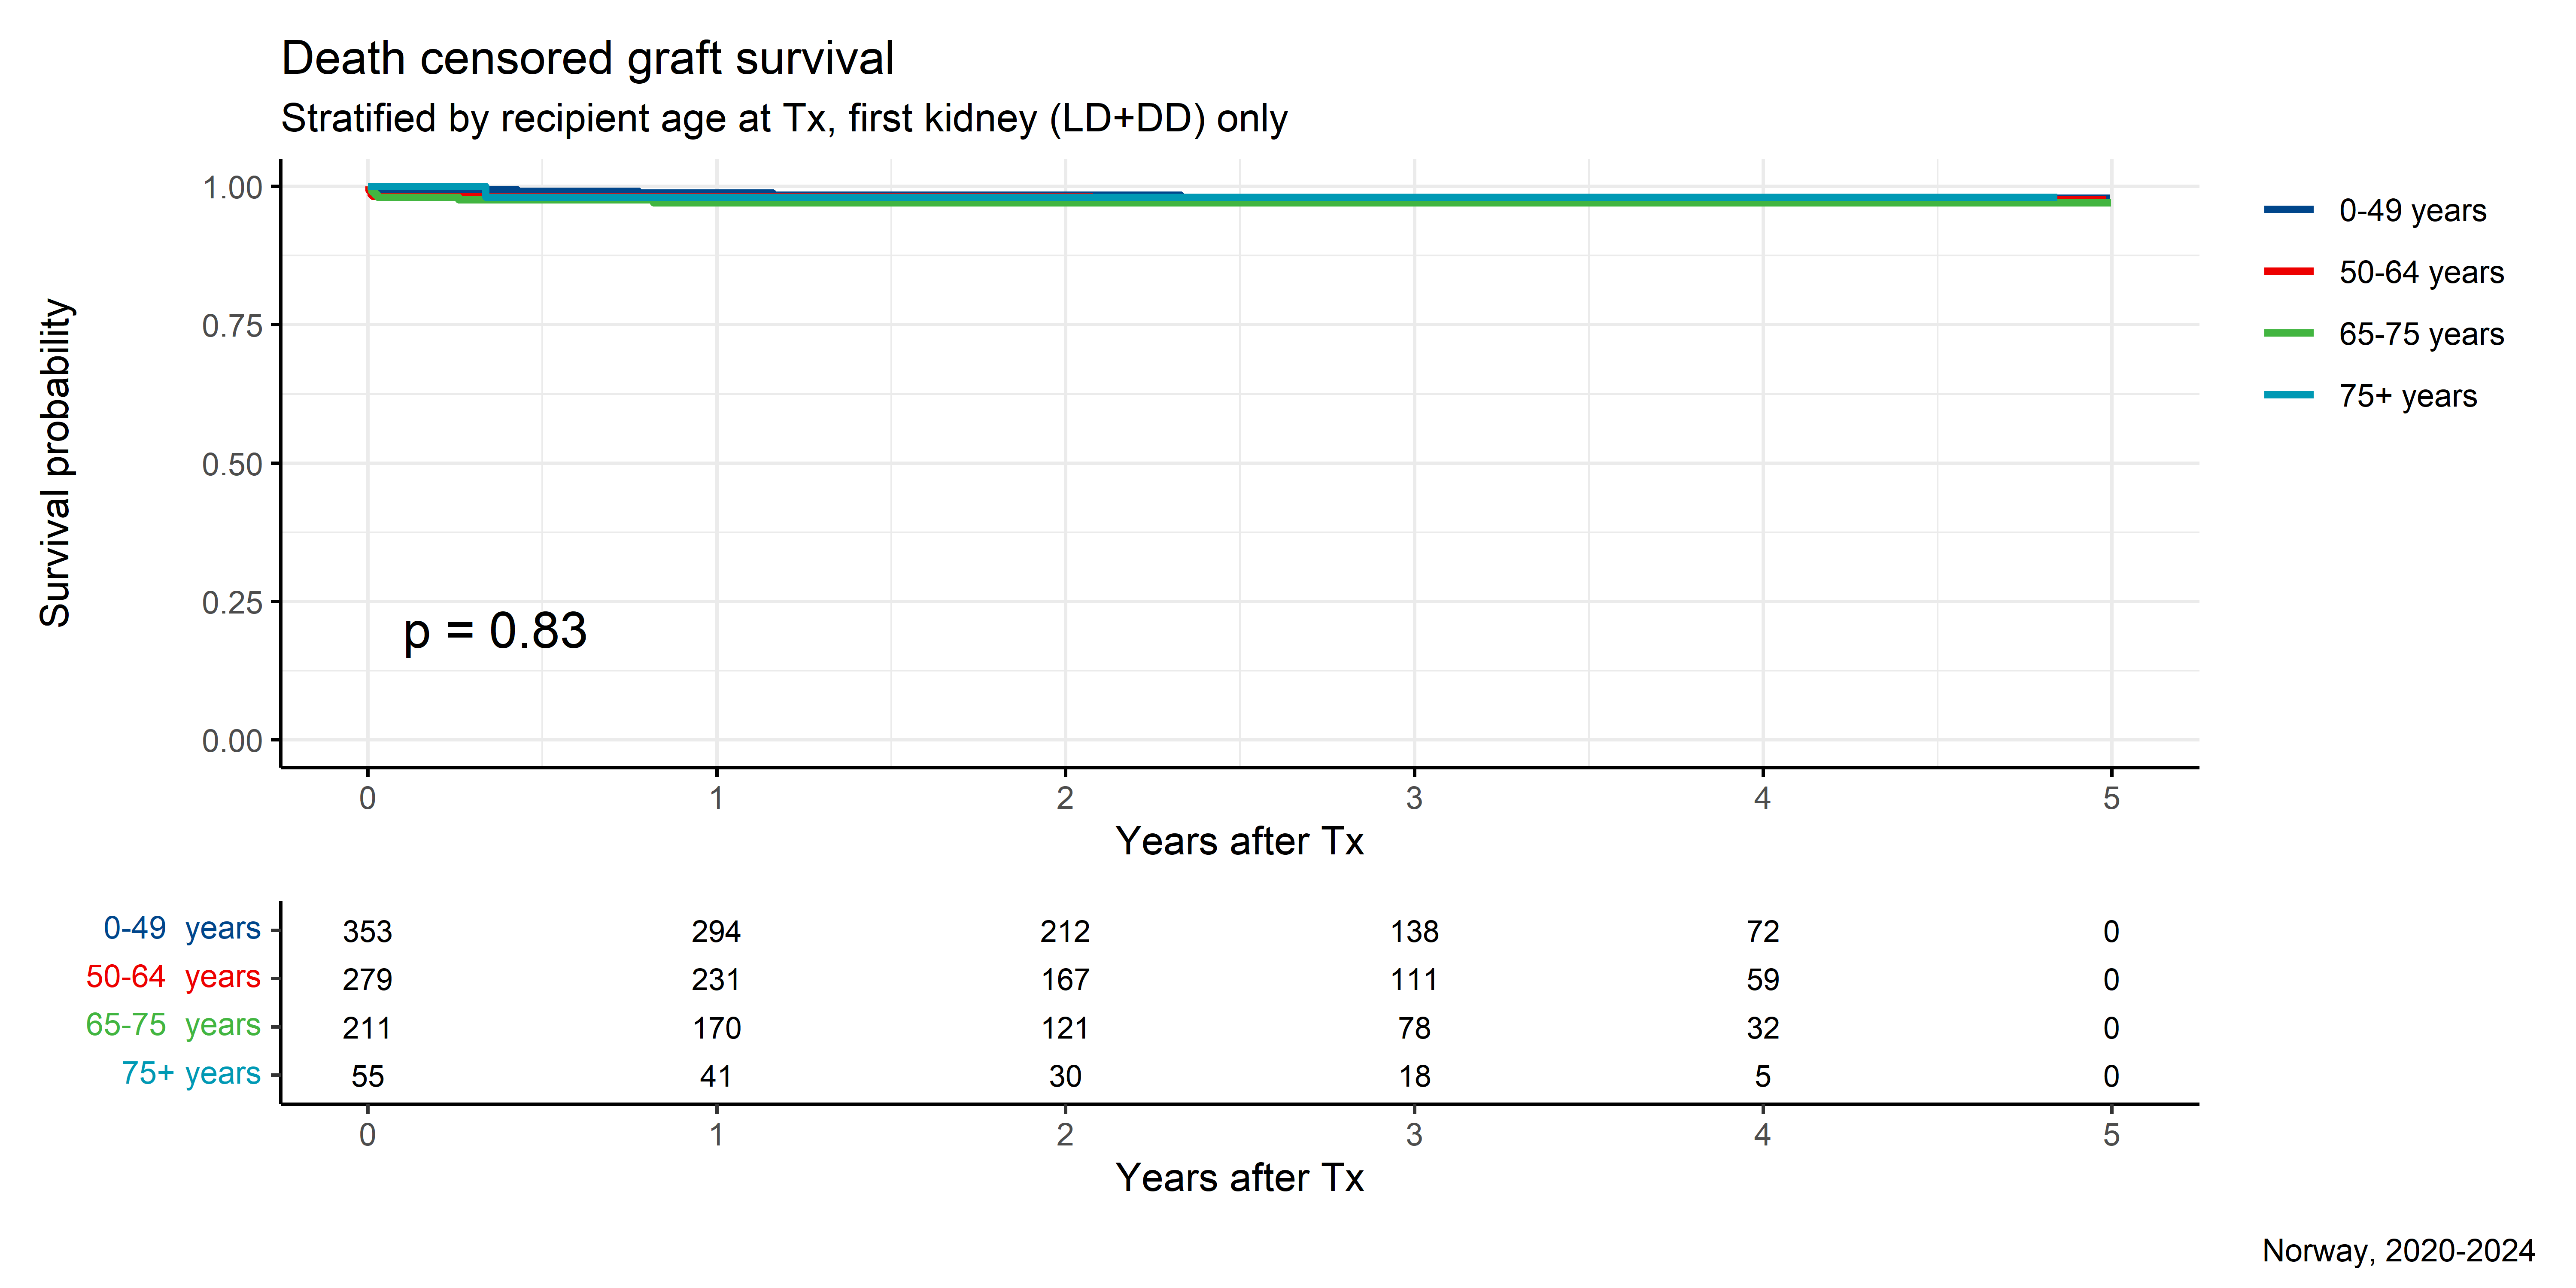 Death censored graft survival
Stratified by recipient age at Tx, first kidney (LD+DD) only
Survival probability
1.00
0.75
0.50
0.25
0.00
p = 0.83
0 1 2 3 4 5
Years after Tx
0-49 years
50-64 years
65-75 years
75+ years
0-49 years 353 294 212 138 72 0
50-64 years 279 231 167 111 59 0
65-75 years 211 170 121 78 32 0
75+ years 55 41 30 18 5 0
0 1 2 3 4 5
Years after Tx
Norway, 2020-2024